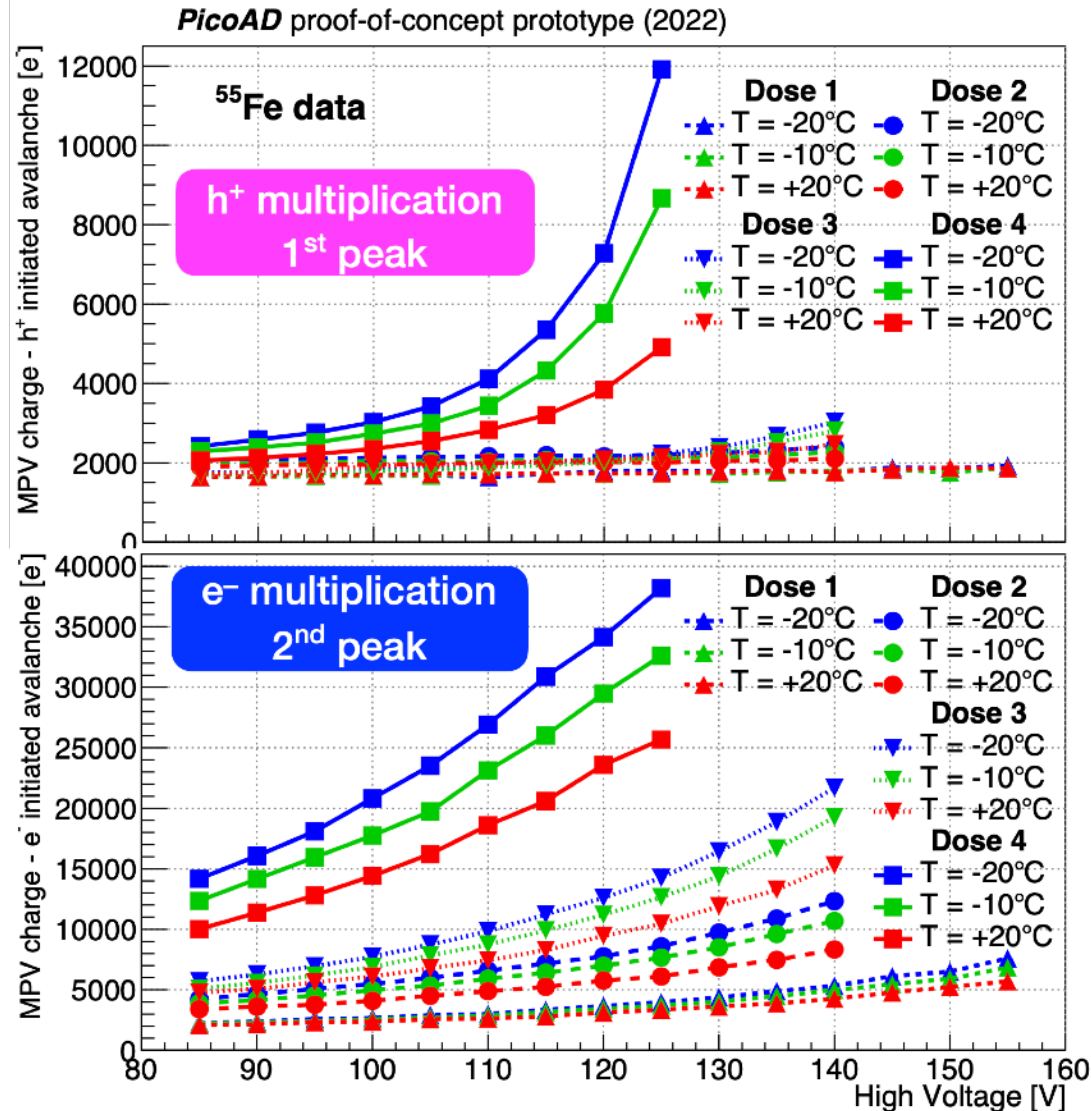 PicoAD proof-of-concept prototype (2022)
MPV charge - h⁺ initiated avalanche [e⁻]
12000
10000
8000
6000
4000
2000
0
⁵⁵Fe data
h⁺ multiplication
1ˢᵗ peak
Dose 1
T = -20°C
T = -10°C
T = +20°C
Dose 2
T = -20°C
T = -10°C
T = +20°C
Dose 3
T = -20°C
T = -10°C
T = +20°C
Dose 4
T = -20°C
T = -10°C
T = +20°C
MPV charge - e⁻ initiated avalanche [e⁻]
40000
35000
30000
25000
20000
15000
10000
5000
0
e⁻ multiplication
2ⁿᵈ peak
Dose 1
T = -20°C
T = -10°C
T = +20°C
Dose 2
T = -20°C
T = -10°C
T = +20°C
Dose 3
T = -20°C
T = -10°C
T = +20°C
Dose 4
T = -20°C
T = -10°C
T = +20°C
80 90 100 110 120 130 140 150 160
High Voltage [V]